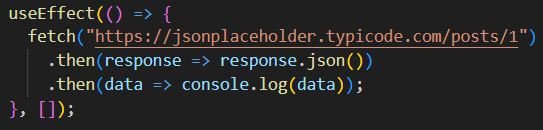 useEffect(() => {
  fetch("https://jsonplaceholder.typicode.com/posts/1")
    .then(response => response.json())
    .then(data => console.log(data));
}, []);